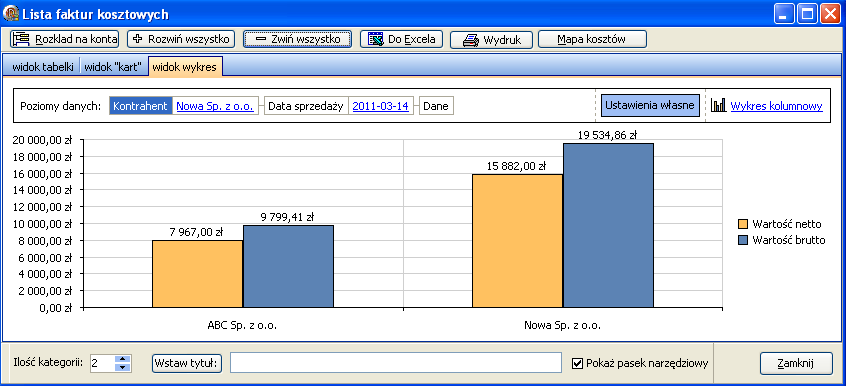 Lista faktur kosztowych
Rozklad na konta Rozwiń wszystko Zwiń wszystko Do Excela Wydruk Mapa kosztów
widok tabelki widok "kart" widok wykres
Poziomy danych: Kontrahent Nowa Sp. z o.o. Data sprzedaży 2011-03-14 Dane Ustawienia własne Wykres kolumnowy
20 000,00 zł
18 000,00 zł
16 000,00 zł
14 000,00 zł
12 000,00 zł
10 000,00 zł
8 000,00 zł
6 000,00 zł
4 000,00 zł
2 000,00 zł
0,00 zł
7 967,00 zł
9 799,41 zł
15 882,00 zł
19 534,86 zł
ABC Sp. z o.o.
Nowa Sp. z o.o.
Wartość netto
Wartość brutto
Ilość kategorii: 2 Wstaw tytuł: Pokaż pasek narzędziowy Zamknij